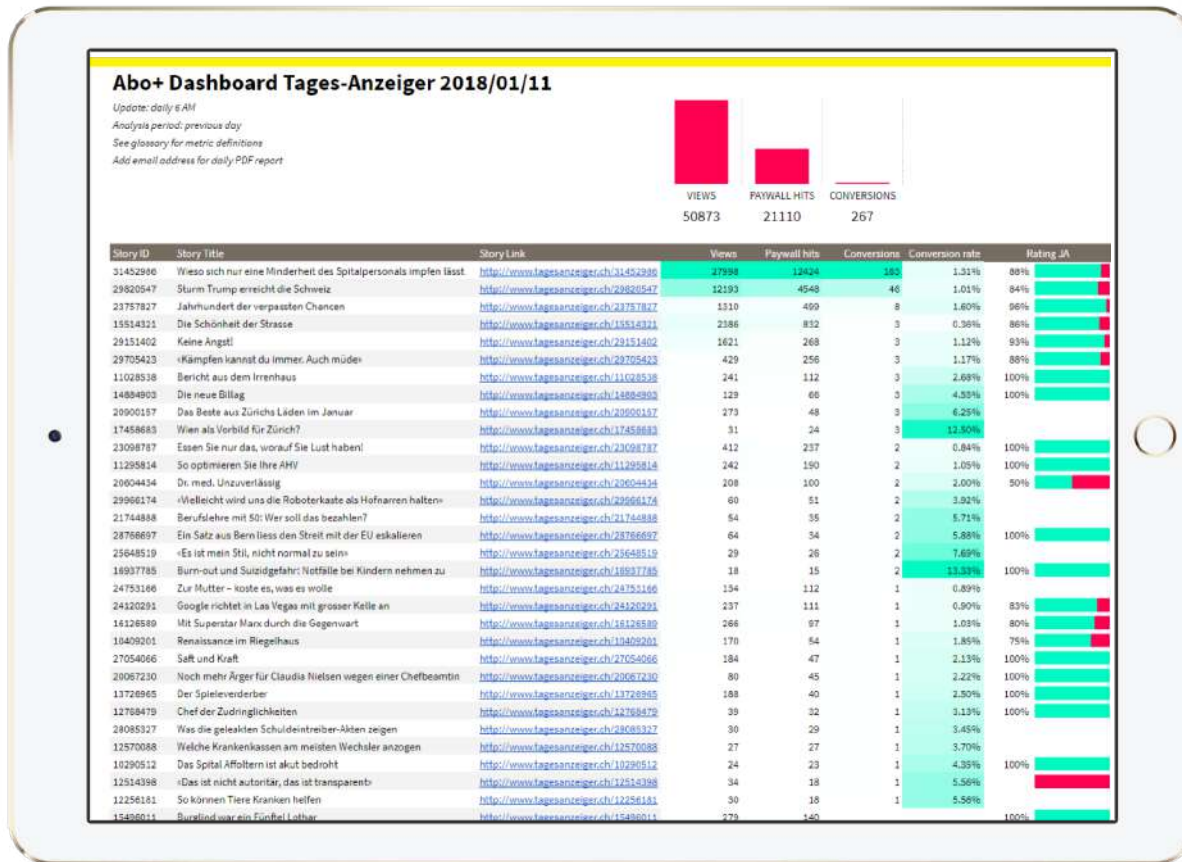 Abo+ Dashboard Tages-Anzeiger 2018/01/11
Update: daily 6 AM
Analysis period: previous day
See glossary for metric definitions
Add email address for daily PDF report
VIEWS PAYWALL HITS CONVERSIONS
50873 21110 267
Story ID Story Title Story Link Views Paywall hits Conversions Conversion rate Rating JA
31452986 Wieso sich nur eine Minderheit des Spitalpersonals impfen lässt http://www.tagesanzeiger.ch/31452986 27998 12424 163 1.31% 88%
29820547 Sturm Trump erreicht die Schweiz http://www.tagesanzeiger.ch/29820547 12193 4548 46 1.01% 84%
23757827 Jahrhundert der verpassten Chancen http://www.tagesanzeiger.ch/23757827 1310 499 8 1.60% 96%
15514321 Die Schönheit der Strasse http://www.tagesanzeiger.ch/15514321 2386 832 3 0.36% 86%
29151402 Keine Angst! http://www.tagesanzeiger.ch/29151402 1621 268 3 1.12% 93%
29705423 «Kämpfen kannst du immer. Auch müde» http://www.tagesanzeiger.ch/29705423 429 256 3 1.17% 88%
11028538 Bericht aus dem Irrenhaus http://www.tagesanzeiger.ch/11028538 241 112 3 2.68% 100%
14884903 Die neue Billag http://www.tagesanzeiger.ch/14884903 129 66 3 4.55% 100%
20900157 Das Beste aus Zürichs Läden im Januar http://www.tagesanzeiger.ch/20900157 273 48 3 6.25%
17458683 Wien als Vorbild für Zürich? http://www.tagesanzeiger.ch/17458683 31 24 3 12.50%
23098787 Essen Sie nur das, worauf Sie Lust haben! http://www.tagesanzeiger.ch/23098787 412 237 2 0.84% 100%
11295814 So optimieren Sie Ihre AHV http://www.tagesanzeiger.ch/11295814 242 190 2 1.05% 100%
20604434 Dr. med. Unzuverlässig http://www.tagesanzeiger.ch/20604434 208 100 2 2.00% 50%
29966174 «Vielleicht wird uns die Roboterkaste als Hofnarren halten» http://www.tagesanzeiger.ch/29966174 60 51 2 3.92%
21744888 Berufslehre mit 50: Wer soll das bezahlen? http://www.tagesanzeiger.ch/21744888 54 35 2 5.71%
28766697 Ein Satz aus Bern liess den Streit mit der EU eskalieren http://www.tagesanzeiger.ch/28766697 64 34 2 5.88% 100%
25648519 «Es ist mein Stil, nicht normal zu sein» http://www.tagesanzeiger.ch/25648519 29 26 2 7.69%
16937785 Burn-out und Suizidgefahr: Notfälle bei Kindern nehmen zu http://www.tagesanzeiger.ch/16937785 18 15 2 13.33% 100%
24753166 Zur Mutter – koste es, was es wolle http://www.tagesanzeiger.ch/24753166 154 112 1 0.89%
24120291 Google richtet in Las Vegas mit grosser Kelle an http://www.tagesanzeiger.ch/24120291 237 111 1 0.90% 83%
16126589 Mit Superstar Marx durch die Gegenwart http://www.tagesanzeiger.ch/16126589 266 97 1 1.03% 80%
10409201 Renaissance im Riegelhaus http://www.tagesanzeiger.ch/10409201 170 54 1 1.85% 75%
27054066 Saft und Kraft http://www.tagesanzeiger.ch/27054066 184 47 1 2.13% 100%
20067230 Noch mehr Ärger für Claudia Nielsen wegen einer Chefbeamtin http://www.tagesanzeiger.ch/20067230 80 45 1 2.22% 100%
13726965 Der Spieleverderber http://www.tagesanzeiger.ch/13726965 188 40 1 2.50% 100%
12768479 Chef der Zudringlichkeiten http://www.tagesanzeiger.ch/12768479 39 32 1 3.13% 100%
28085327 Was die geleakten Schuldeintreiber-Akten zeigen http://www.tagesanzeiger.ch/28085327 30 29 1 3.45%
12570088 Welche Krankenkassen am meisten Wechsler anzogen http://www.tagesanzeiger.ch/12570088 27 27 1 3.70%
10290512 Das Spital Affoltern ist akut bedroht http://www.tagesanzeiger.ch/10290512 24 23 1 4.35% 100%
12514398 «Das ist nicht autoritär, das ist transparent» http://www.tagesanzeiger.ch/12514398 34 18 1 5.56%
12256181 So können Tiere Kranken helfen http://www.tagesanzeiger.ch/12256181 30 18 1 5.56%
15496011 Burglind war ein Fünftel Lothar http://www.tagesanzeiger.ch/15496011 279 140 100%